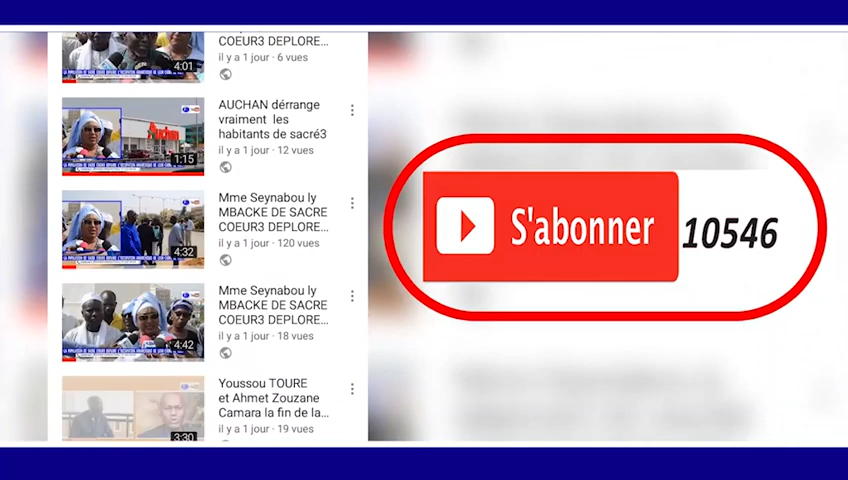 COEUR3 DEPLORE...
il y a 1 jour · 6 vues
4:01
AUCHAN dérrange
vraiment les
habitants de sacré3
il y a 1 jour · 12 vues
Auchan
1:15
Mme Seynabou ly
MBACKE DE SACRE
COEUR3 DEPLORE...
il y a 1 jour · 120 vues
4:32
Mme Seynabou ly
MBACKE DE SACRE
COEUR3 DEPLORE...
il y a 1 jour · 18 vues
4:42
Youssou TOURE
et Ahmet Zouzane
Camara la fin de la...
il y a 1 jour · 19 vues
3:30
S'abonner
10546